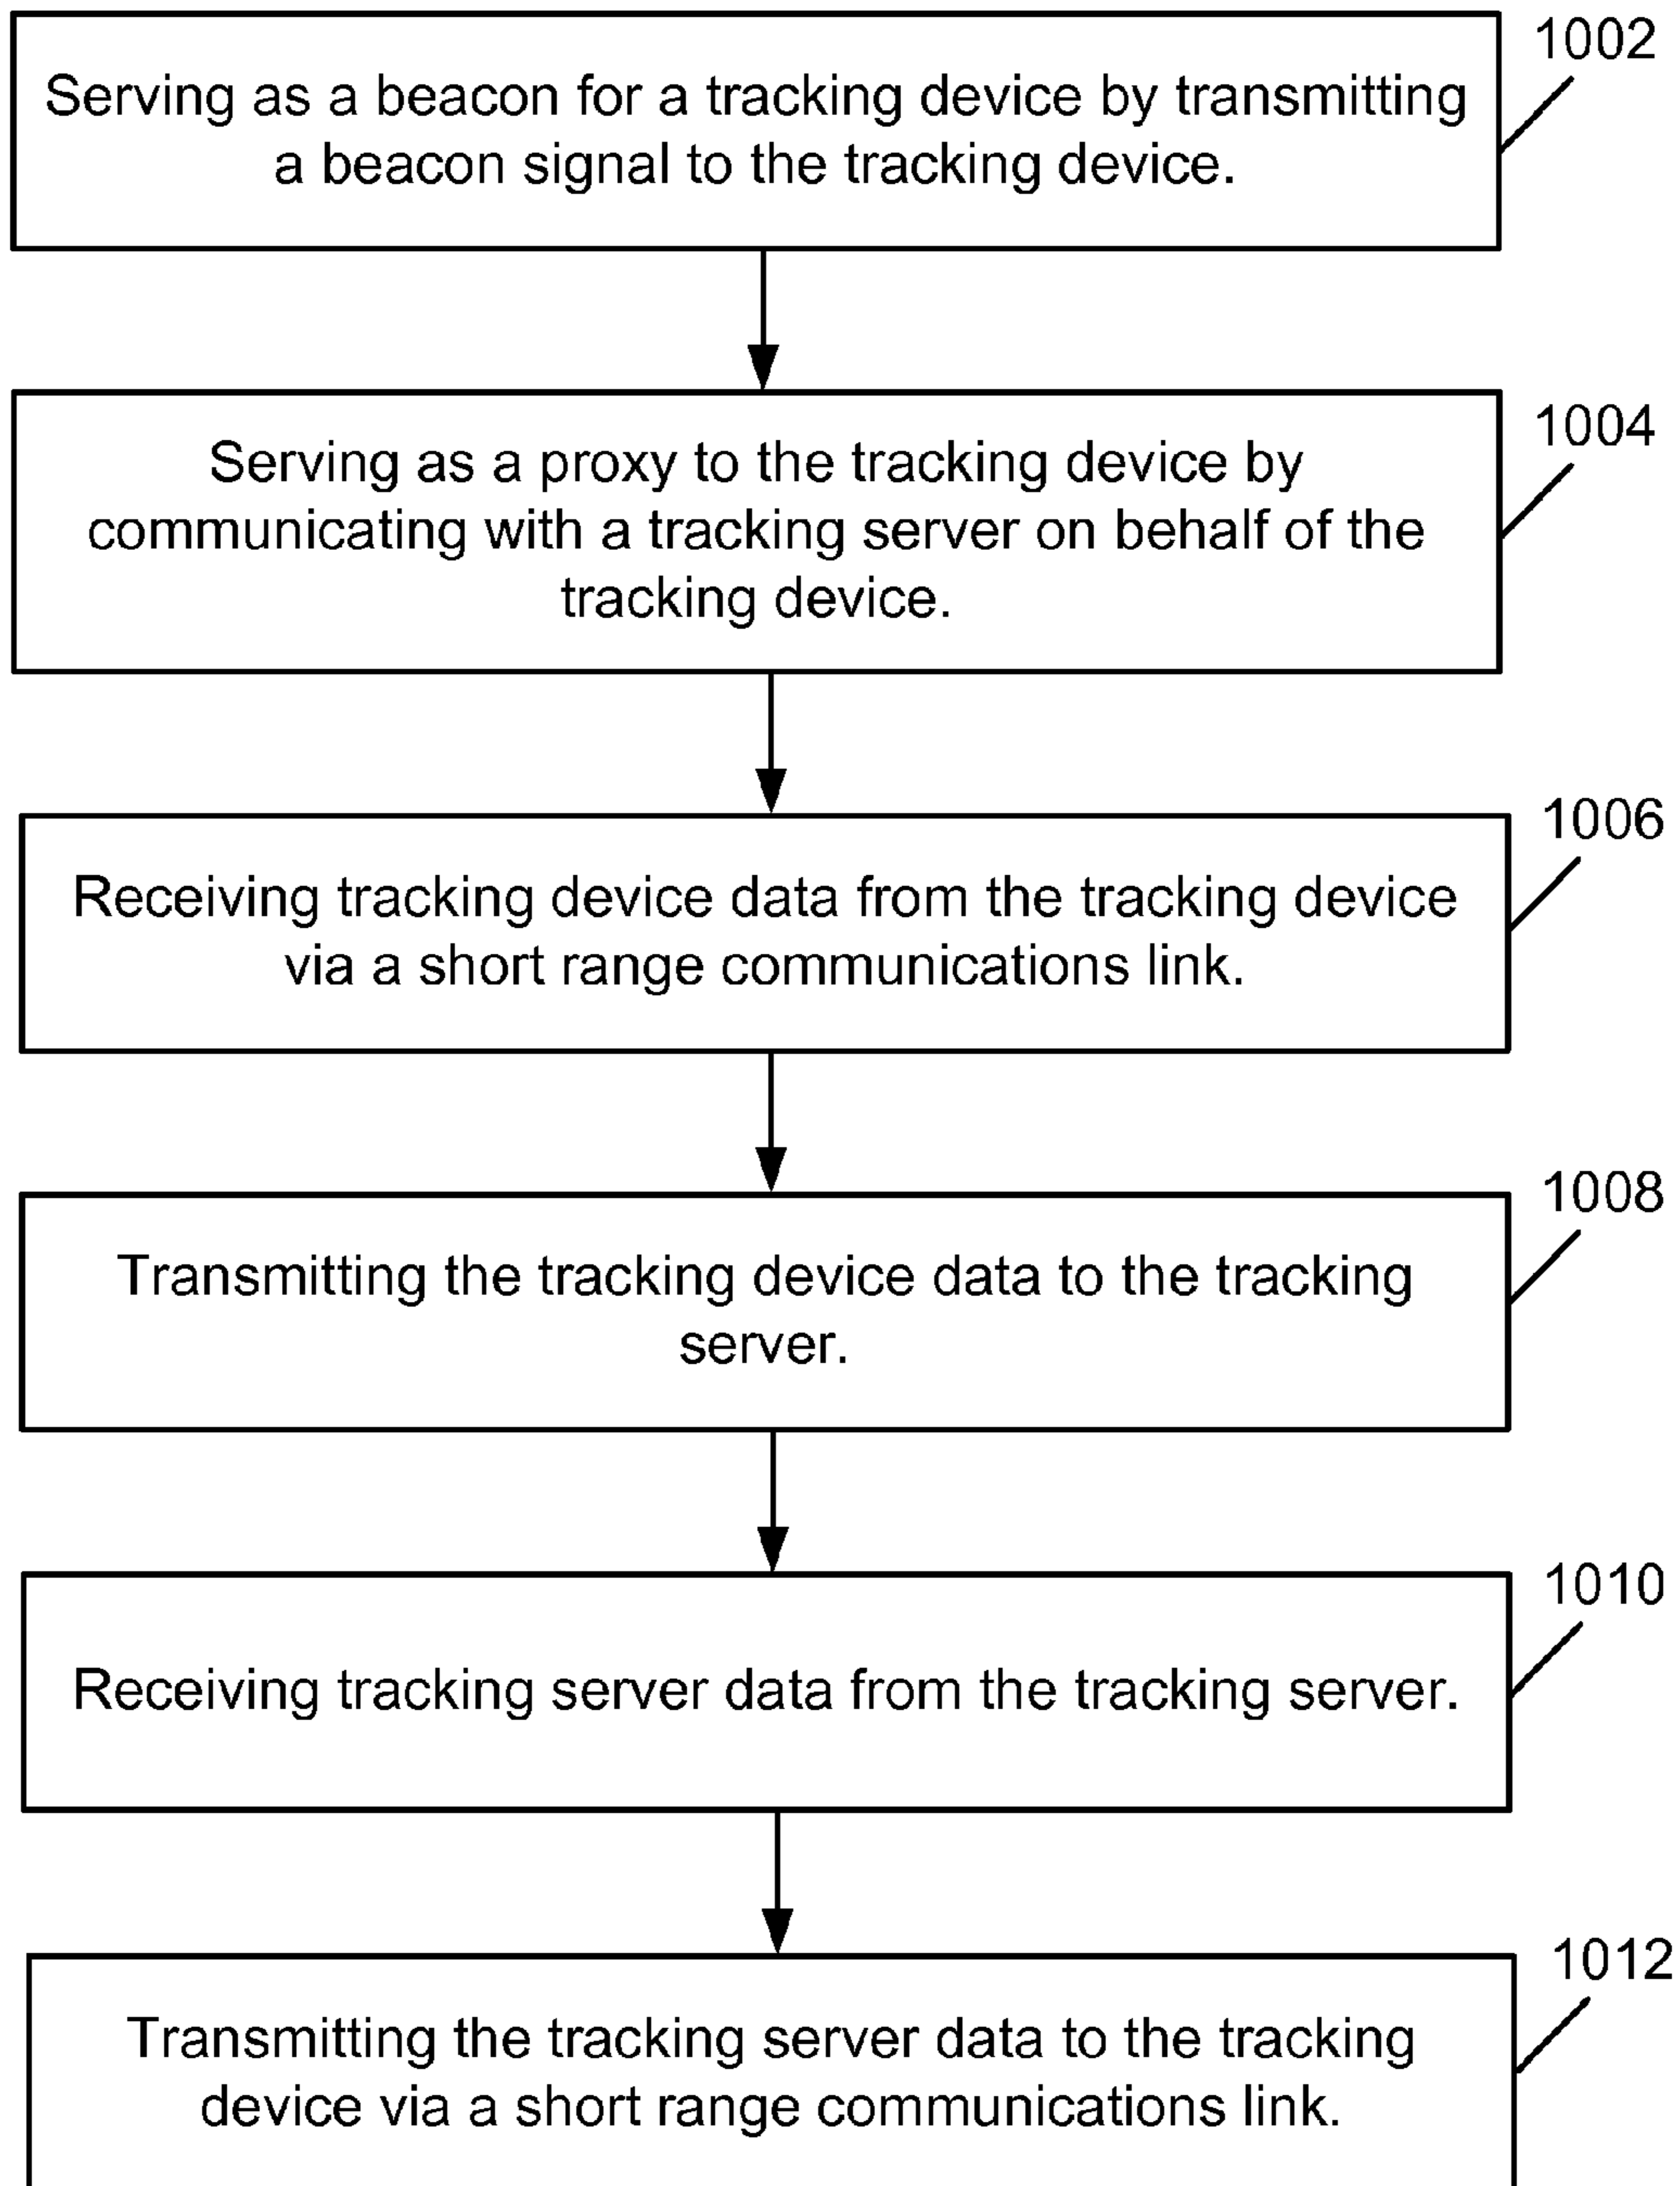 1002
Serving as a beacon for a tracking device by transmitting
a beacon signal to the tracking device.
1004
Serving as a proxy to the tracking device by
communicating with a tracking server on behalf of the
tracking device.
1006
Receiving tracking device data from the tracking device
via a short range communications link.
1008
Transmitting the tracking device data to the tracking
server.
1010
Receiving tracking server data from the tracking server.
1012
Transmitting the tracking server data to the tracking
device via a short range communications link.